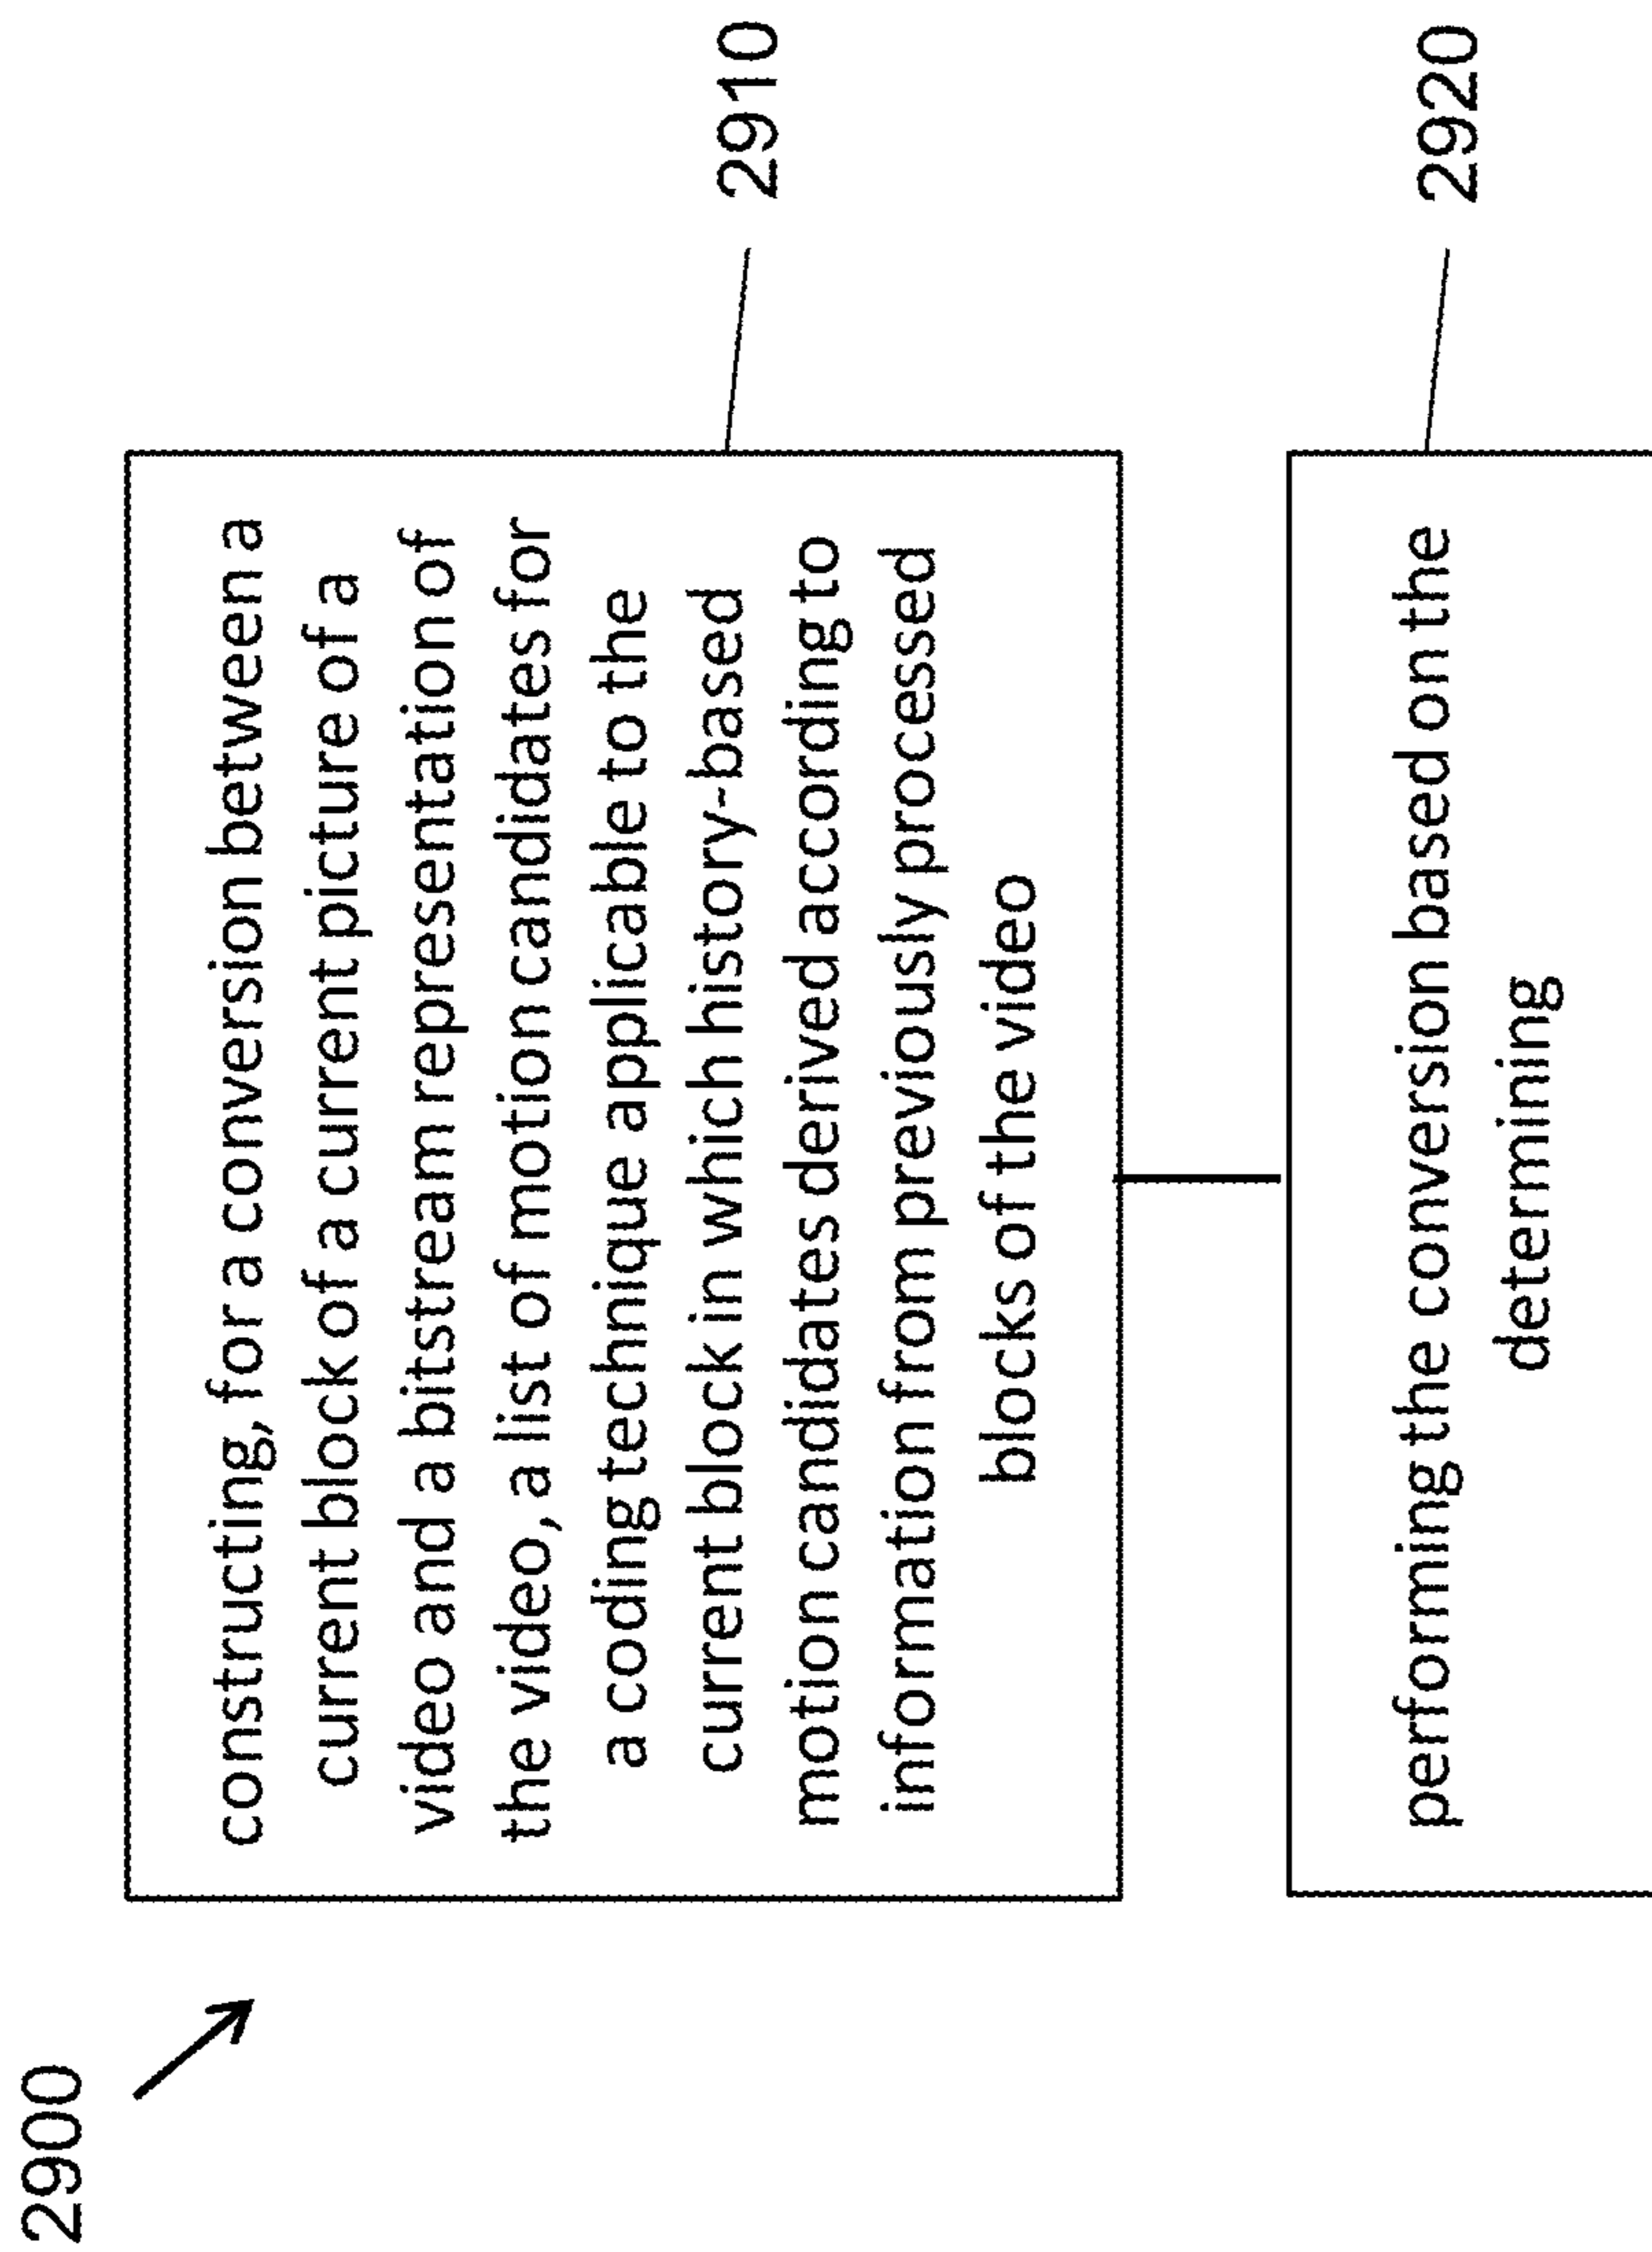 2900
constructing, for a conversion between a
current block of a current picture of a
video and a bitstream representation of
the video, a list of motion candidates for
a coding technique applicable to the
current block in which history-based
motion candidates derived according to
information from previously processed
blocks of the video
2910
performing the conversion based on the
determining
2920